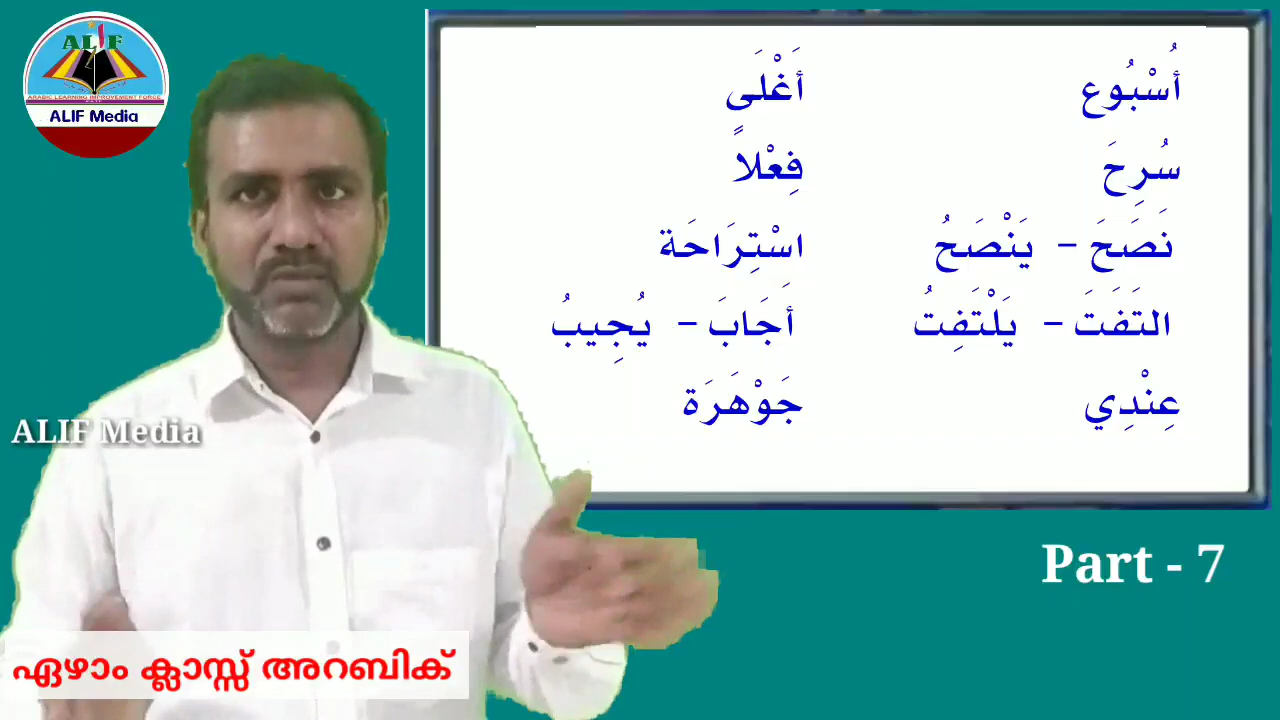 ALIF
ARABIC LEARNING IMPROVEMENT FORCE
ALIF Media
أُسْبُوع
أَغْلَى
سُرِحَ
فِعْلاً
نَصَحَ - يَنْصَحُ
اسْتِرَاحَة
التَفَتَ - يَلْتَفِتُ
أَجَابَ - يُجِيبُ
عِنْدِي
جَوْهَرَة
ALIF Media
Part - 7
ഏഴാം ക്ലാസ്സ് അറബിക്